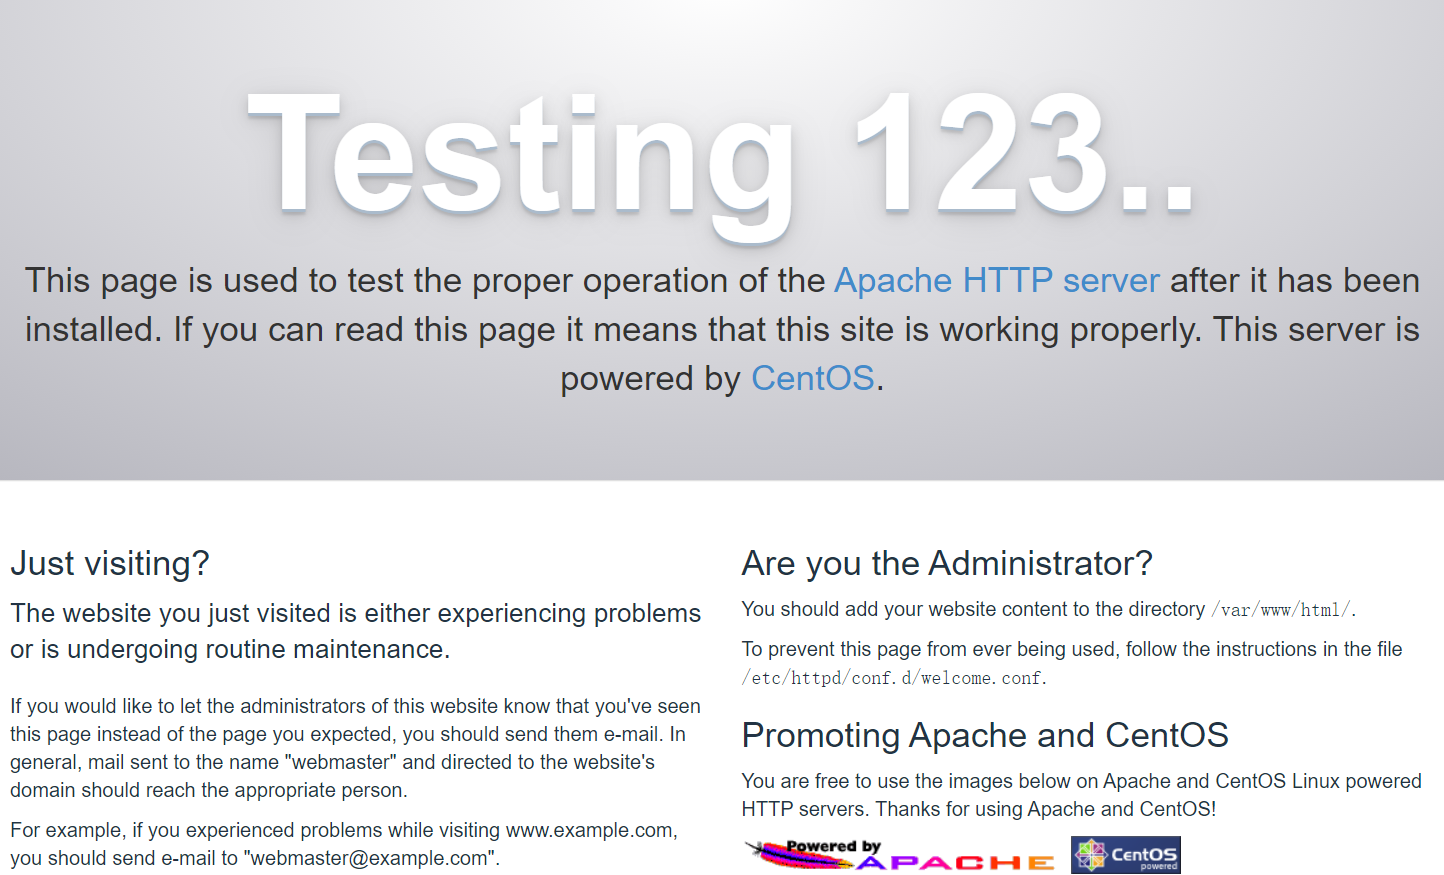 Testing 123..
This page is used to test the proper operation of the Apache HTTP server after it has been
installed. If you can read this page it means that this site is working properly. This server is
powered by CentOS.
Just visiting?
The website you just visited is either experiencing problems
or is undergoing routine maintenance.
If you would like to let the administrators of this website know that you've seen
this page instead of the page you expected, you should send them e-mail. In
general, mail sent to the name "webmaster" and directed to the website's
domain should reach the appropriate person.
For example, if you experienced problems while visiting www.example.com,
you should send e-mail to "webmaster@example.com".
Are you the Administrator?
You should add your website content to the directory /var/www/html/.
To prevent this page from ever being used, follow the instructions in the file
/etc/httpd/conf.d/welcome.conf.
Promoting Apache and CentOS
You are free to use the images below on Apache and CentOS Linux powered
HTTP servers. Thanks for using Apache and CentOS!
Powered by
APACHE
CentOS
powered